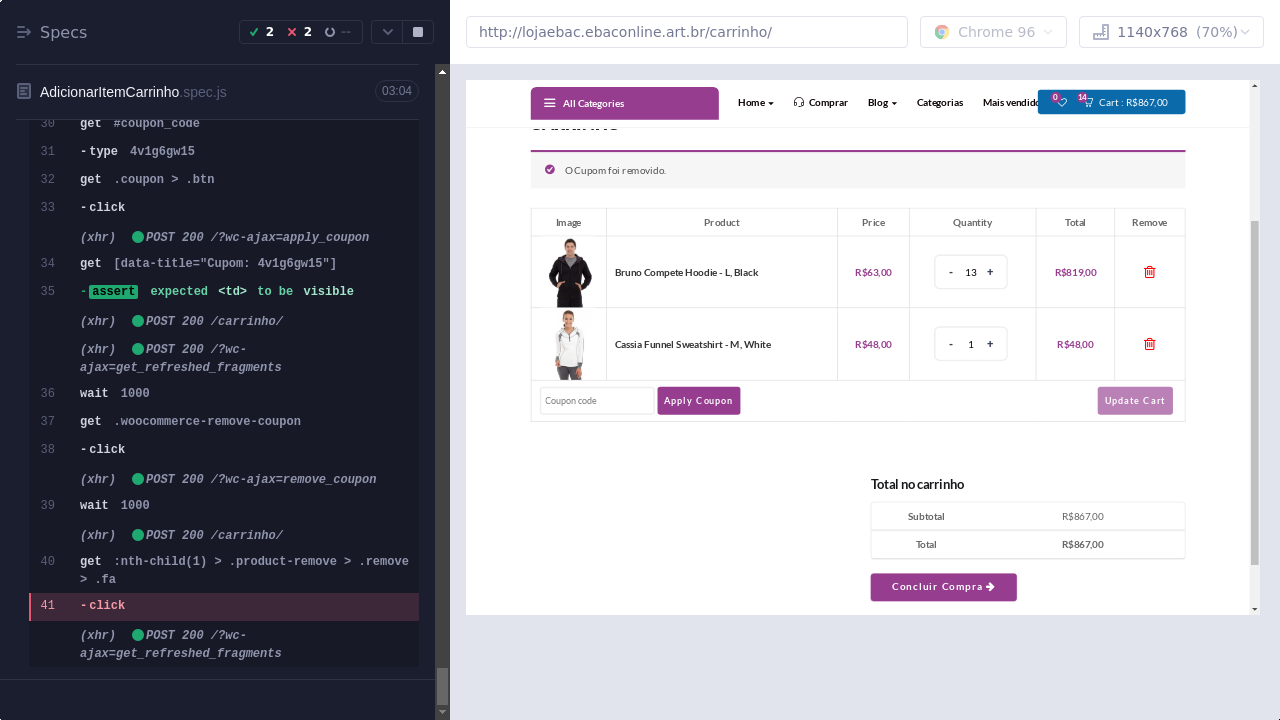 Specs
2
2
--
AdicionarItemCarrinho.spec.js
03:04
30 get #coupon_code
31 -type 4v1g6gw15
32 get .coupon > .btn
33 -click
(xhr) POST 200 /?wc-ajax=apply_coupon
34 get [data-title="Cupom: 4v1g6gw15"]
35 -assert expected <td> to be visible
(xhr) POST 200 /carrinho/
(xhr) POST 200 /?wc-
ajax=get_refreshed_fragments
36 wait 1000
37 get .woocommerce-remove-coupon
38 -click
(xhr) POST 200 /?wc-ajax=remove_coupon
39 wait 1000
(xhr) POST 200 /carrinho/
40 get :nth-child(1) > .product-remove > .remove
> .fa
41 -click
(xhr) POST 200 /?wc-
ajax=get_refreshed_fragments
http://lojaebac.ebaconline.art.br/carrinho/
Chrome 96
1140x768 (70%)
All Categories
Home
Comprar
Blog
Categorias
Mais vendido
0
14
Cart : R$867,00
O Cupom foi removido.
Image Product Price Quantity Total Remove
Bruno Compete Hoodie - L, Black R$63,00 - 13 + R$819,00
Cassia Funnel Sweatshirt - M, White R$48,00 - 1 + R$48,00
Coupon code Apply Coupon Update Cart
Total no carrinho
Subtotal R$867,00
Total R$867,00
Concluir Compra